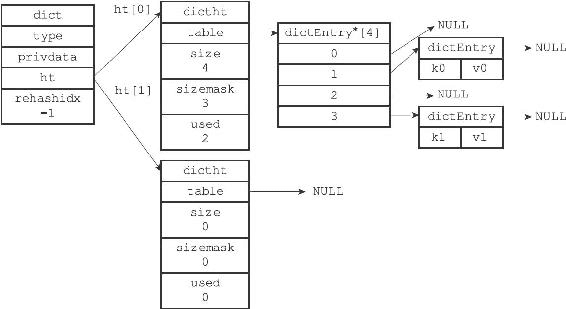 dict
type
privdata
ht
rehashidx
-1
ht[0]
ht[1]
dictht
table
size
4
sizemask
3
used
2
dictht
table
size
0
sizemask
0
used
0
NULL
dictEntry*[4]
0
1
2
3
NULL
dictEntry
k0 v0
NULL
NULL
dictEntry
k1 v1
NULL